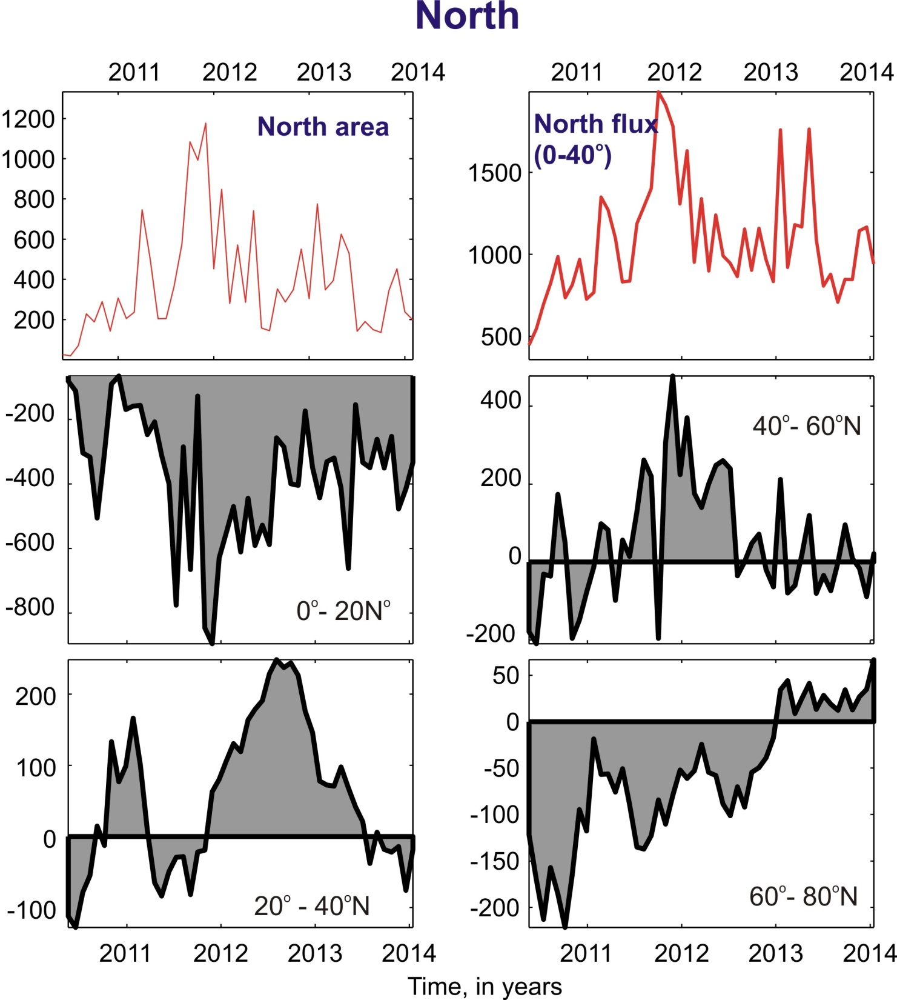 North
2011 2012 2013 2014
2011 2012 2013 2014
North area
1200
1000
800
600
400
200
North flux
(0-40°)
1500
1000
500
-200
-400
-600
-800
0°- 20N°
400
200
0
-200
40°- 60°N
200
100
0
-100
20° - 40°N
50
0
-50
-100
-150
-200
60°- 80°N
2011 2012 2013 2014
2011 2012 2013 2014
Time, in years